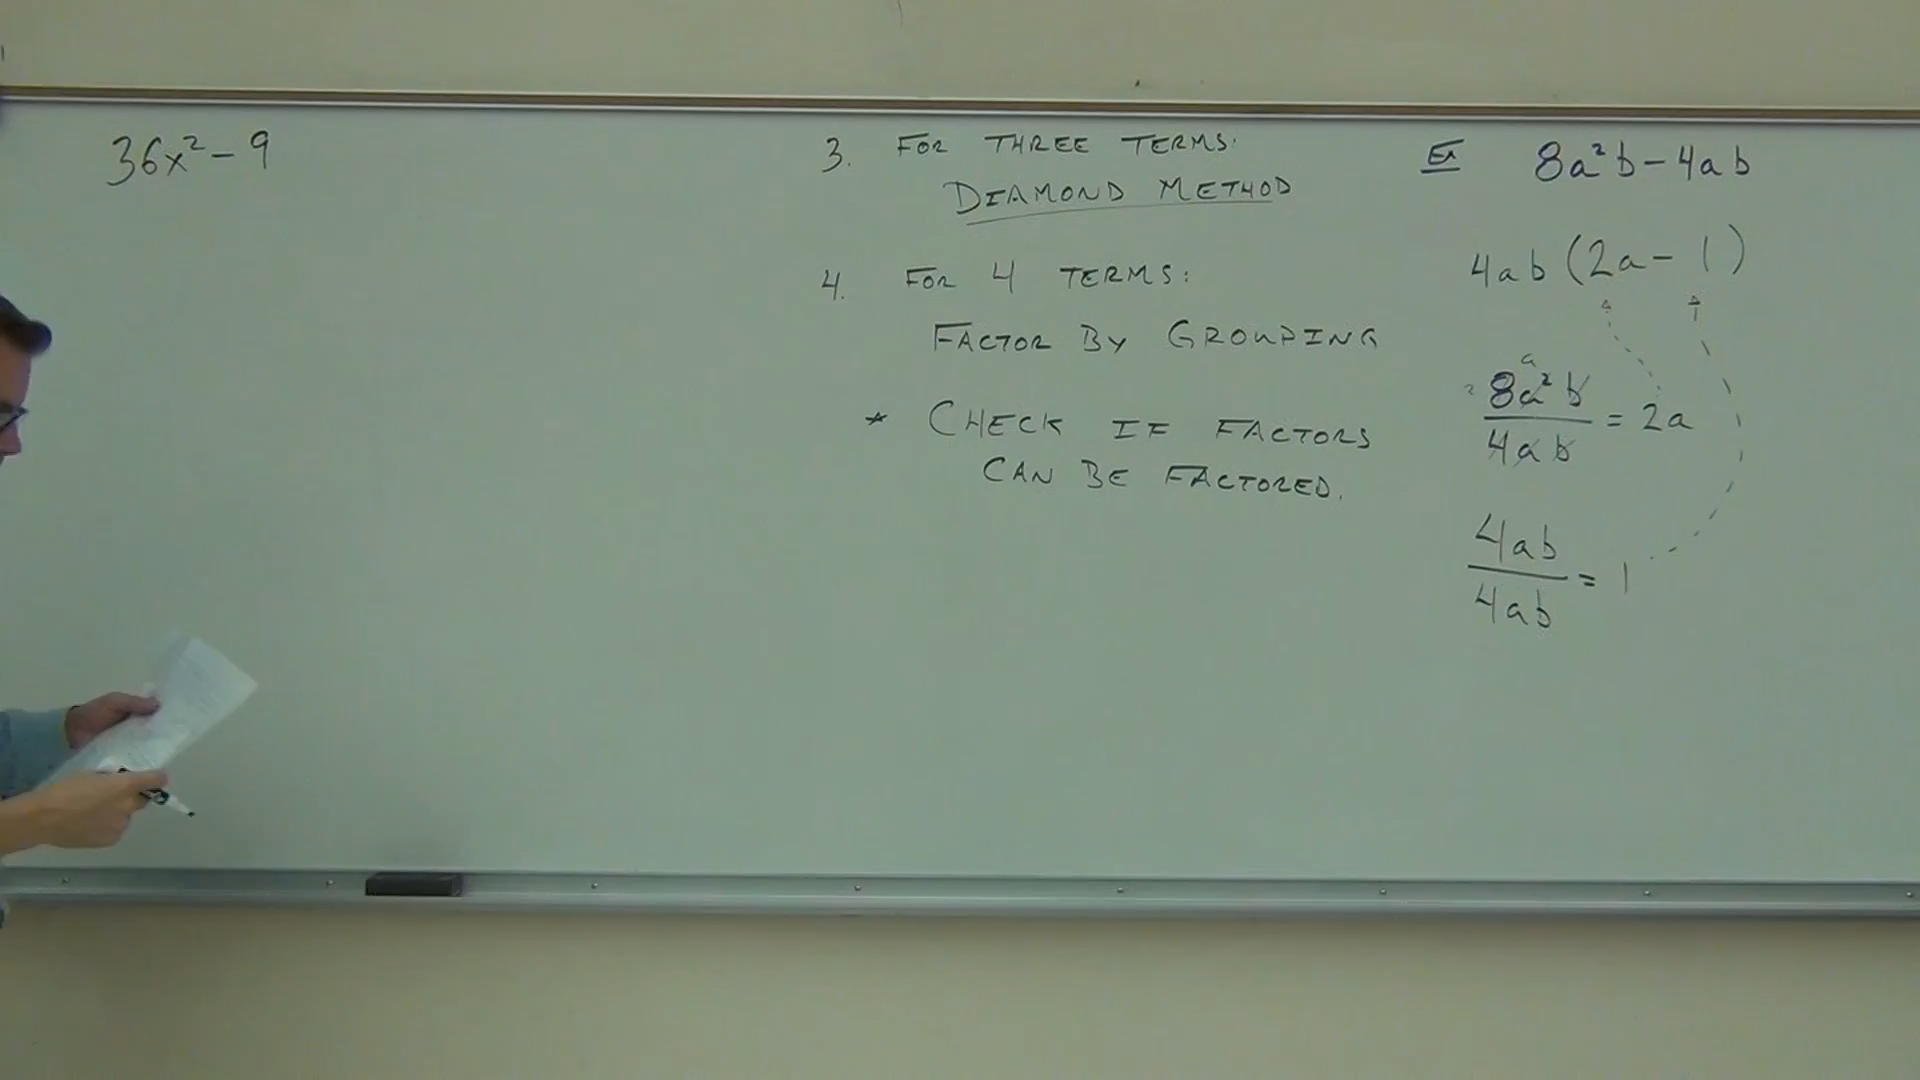 36x² - 9
3. FOR THREE TERMS:
DIAMOND METHOD
4. FOR 4 TERMS:
FACTOR BY GROUPING
* CHECK IF FACTORS
CAN BE FACTORED.
Ex 8a²b - 4ab
4ab (2a - 1)
a
2 8a²b / 4ab = 2a
4ab / 4ab = 1